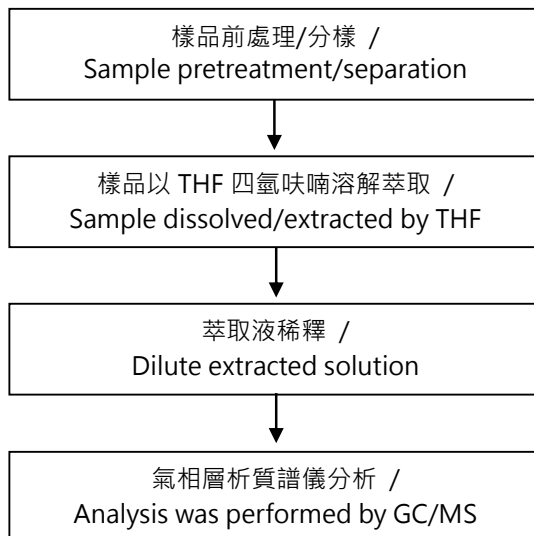 樣品前處理/分樣 /
Sample pretreatment/separation
樣品以 THF 四氫呋喃溶解萃取 /
Sample dissolved/extracted by THF
萃取液稀釋 /
Dilute extracted solution
氣相層析質譜儀分析 /
Analysis was performed by GC/MS